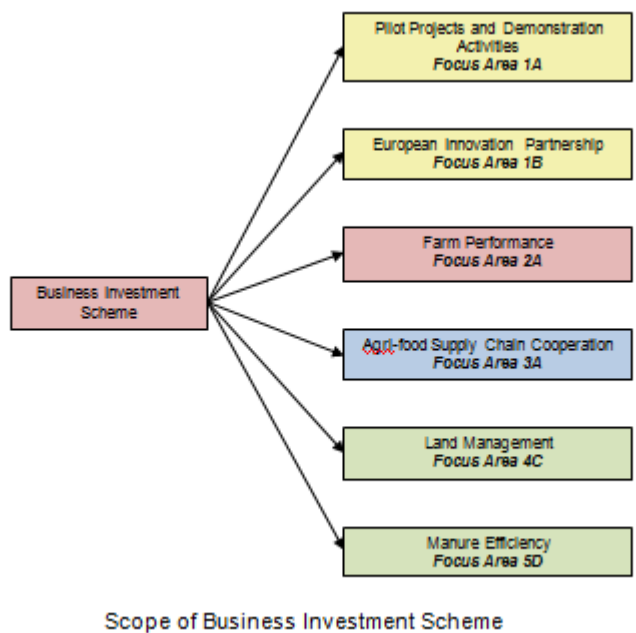 Pilot Projects and Demonstration
Activities
Focus Area 1A
European Innovation Partnership
Focus Area 1B
Farm Performance
Focus Area 2A
Business Investment
Scheme
Agri-food Supply Chain Cooperation
Focus Area 3A
Land Management
Focus Area 4C
Manure Efficiency
Focus Area 5D
Scope of Business Investment Scheme